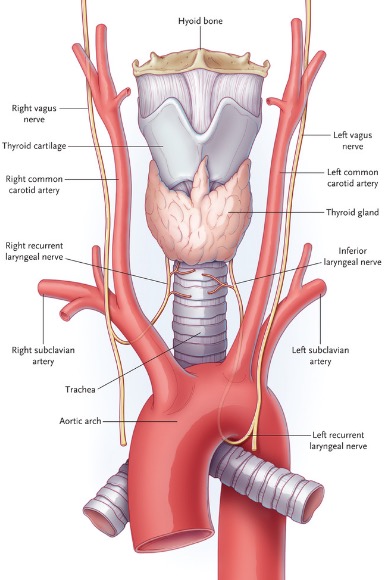 Hyoid bone
Right vagus
nerve
Left vagus
nerve
Thyroid cartilage
Right common
carotid artery
Left common
carotid artery
Thyroid gland
Right recurrent
laryngeal nerve
Inferior
laryngeal nerve
Right subclavian
artery
Left subclavian
artery
Trachea
Aortic arch
Left recurrent
laryngeal nerve